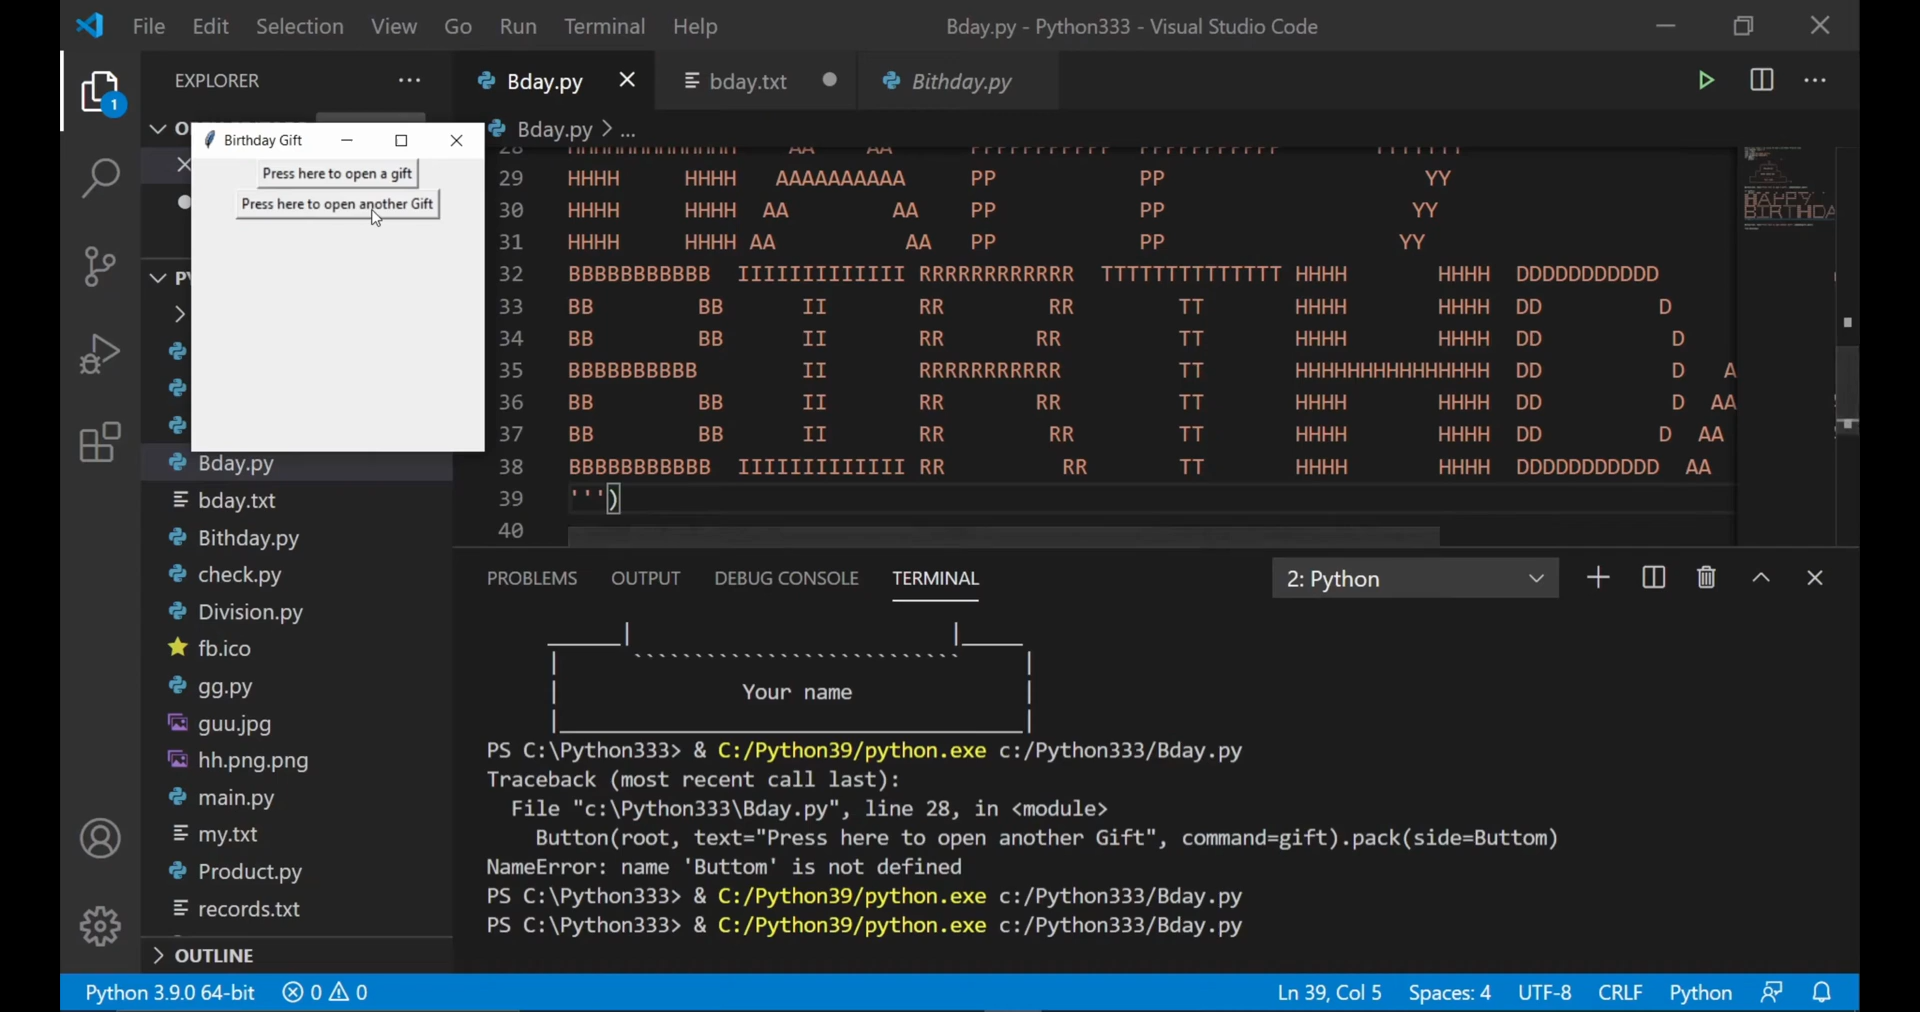 File Edit Selection View Go Run Terminal Help Bday.py - Python333 - Visual Studio Code
EXPLORER ··· Bday.py bday.txt Bithday.py ···
1
Birthday Gift
Press here to open a gift
Press here to open another Gift
Bday.py > ...
29 HHHH HHHH AAAAAAAAAA PP PP YY
30 HHHH HHHH AA AA PP PP YY
31 HHHH HHHH AA AA PP PP YY
32 BBBBBBBBBBB IIIIIIIIIIIII RRRRRRRRRRRR TTTTTTTTTTTTTT HHHH HHHH DDDDDDDDDDD
33 BB BB II RR RR TT HHHH HHHH DD D
34 BB BB II RR RR TT HHHH HHHH DD D
35 BBBBBBBBBB II RRRRRRRRRRR TT HHHHHHHHHHHHHHH DD D A
36 BB BB II RR RR TT HHHH HHHH DD D AA
37 BB BB II RR RR TT HHHH HHHH DD D AA
38 BBBBBBBBBBB IIIIIIIIIIIII RR RR TT HHHH HHHH DDDDDDDDDDD AA
39 ''')
40
Bday.py
bday.txt
Bithday.py
check.py
Division.py
fb.ico
gg.py
guu.jpg
hh.png.png
main.py
my.txt
Product.py
records.txt
OUTLINE
PROBLEMS OUTPUT DEBUG CONSOLE TERMINAL 2: Python
Your name
PS C:\Python333> & C:/Python39/python.exe c:/Python333/Bday.py
Traceback (most recent call last):
File "c:\Python333\Bday.py", line 28, in <module>
Button(root, text="Press here to open another Gift", command=gift).pack(side=Buttom)
NameError: name 'Buttom' is not defined
PS C:\Python333> & C:/Python39/python.exe c:/Python333/Bday.py
PS C:\Python333> & C:/Python39/python.exe c:/Python333/Bday.py
Python 3.9.0 64-bit 0 0 Ln 39, Col 5 Spaces: 4 UTF-8 CRLF Python